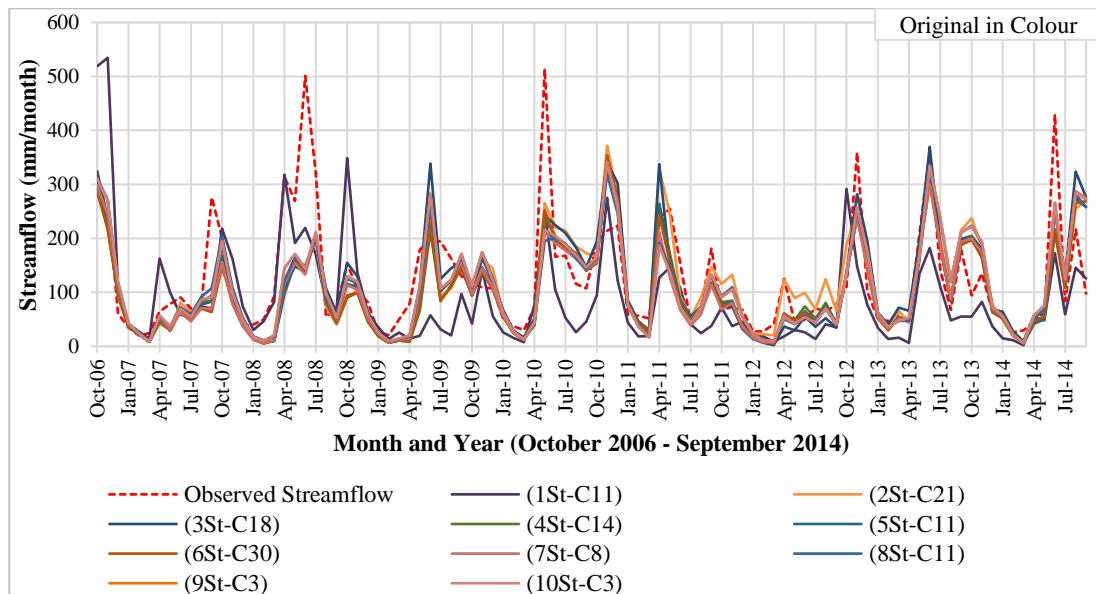 Original in Colour
Streamflow (mm/month)
600
500
400
300
200
100
0
Oct-06
Jan-07
Apr-07
Jul-07
Oct-07
Jan-08
Apr-08
Jul-08
Oct-08
Jan-09
Apr-09
Jul-09
Oct-09
Jan-10
Apr-10
Jul-10
Oct-10
Jan-11
Apr-11
Jul-11
Oct-11
Jan-12
Apr-12
Jul-12
Oct-12
Jan-13
Apr-13
Jul-13
Oct-13
Jan-14
Apr-14
Jul-14
Month and Year (October 2006 - September 2014)
Observed Streamflow (1St-C11) (2St-C21)
(3St-C18) (4St-C14) (5St-C11)
(6St-C30) (7St-C8) (8St-C11)
(9St-C3) (10St-C3)